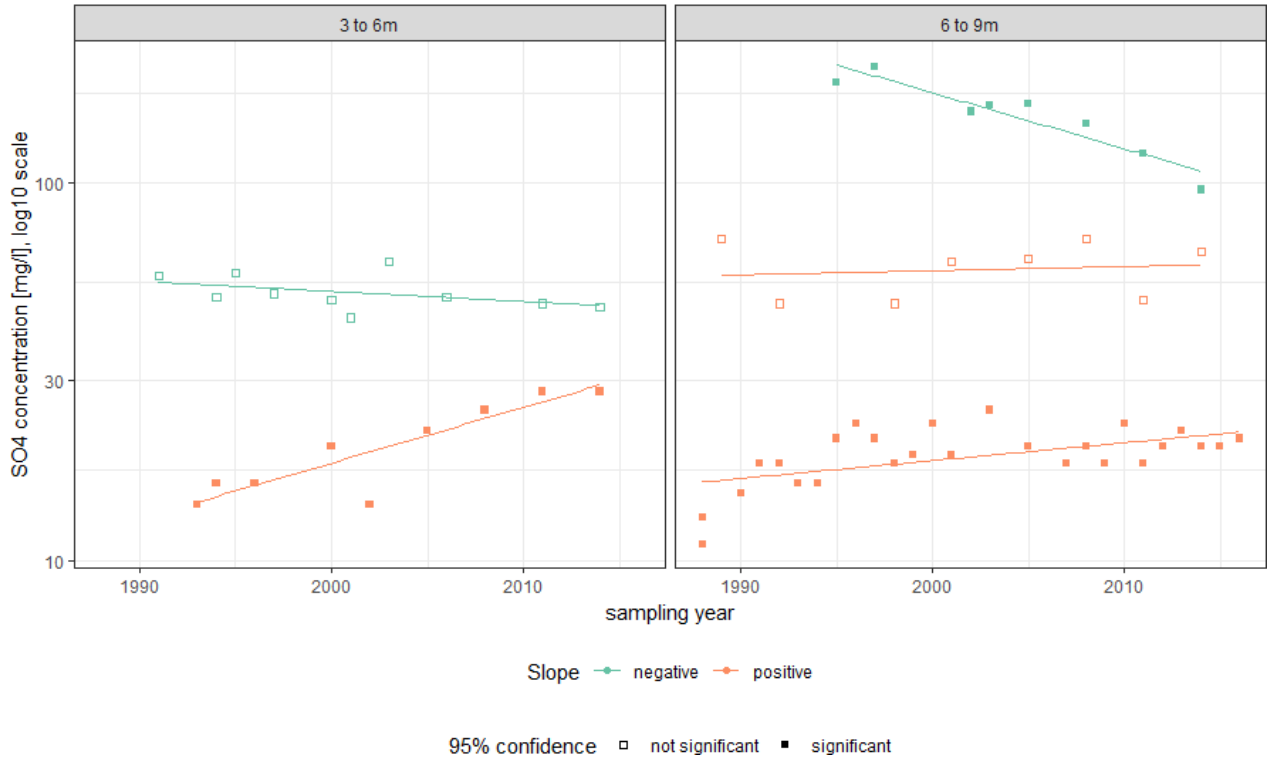 3 to 6m
6 to 9m
SO4 concentration [mg/l], log10 scale
100
30
10
1990
2000
2010
1990
2000
2010
sampling year
Slope negative positive
95% confidence not significant significant